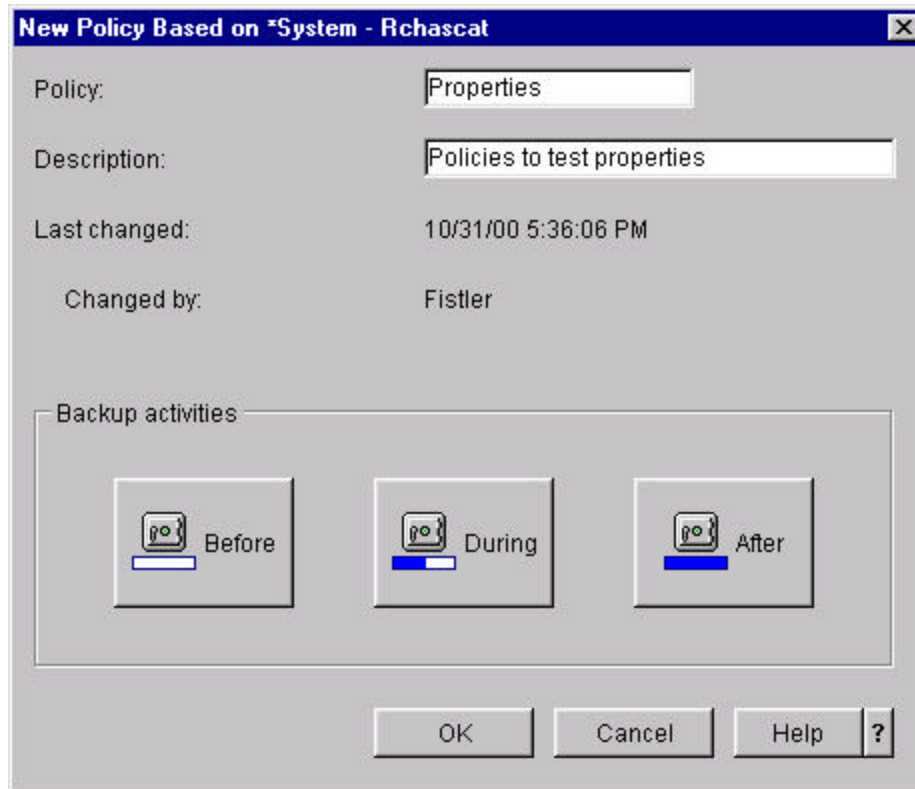 New Policy Based on *System - Rchascat
Policy: Properties
Description: Policies to test properties
Last changed: 10/31/00 5:36:06 PM
Changed by: Fistler
Backup activities
Before During After
OK Cancel Help ?